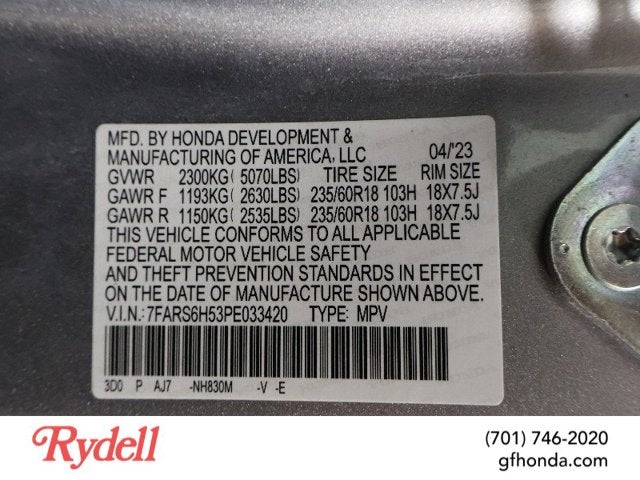 MFD. BY HONDA DEVELOPMENT &
MANUFACTURING OF AMERICA, LLC 04/'23
GVWR 2300KG( 5070LBS) TIRE SIZE RIM SIZE
GAWR F 1193KG( 2630LBS) 235/60R18 103H 18X7.5J
GAWR R 1150KG( 2535LBS) 235/60R18 103H 18X7.5J
THIS VEHICLE CONFORMS TO ALL APPLICABLE
FEDERAL MOTOR VEHICLE SAFETY
AND THEFT PREVENTION STANDARDS IN EFFECT
ON THE DATE OF MANUFACTURE SHOWN ABOVE.
V.I.N.: 7FARS6H53PE033420 TYPE: MPV
3D0 P AJ7 -NH830M -V -E
Rydell
(701) 746-2020
gfhonda.com